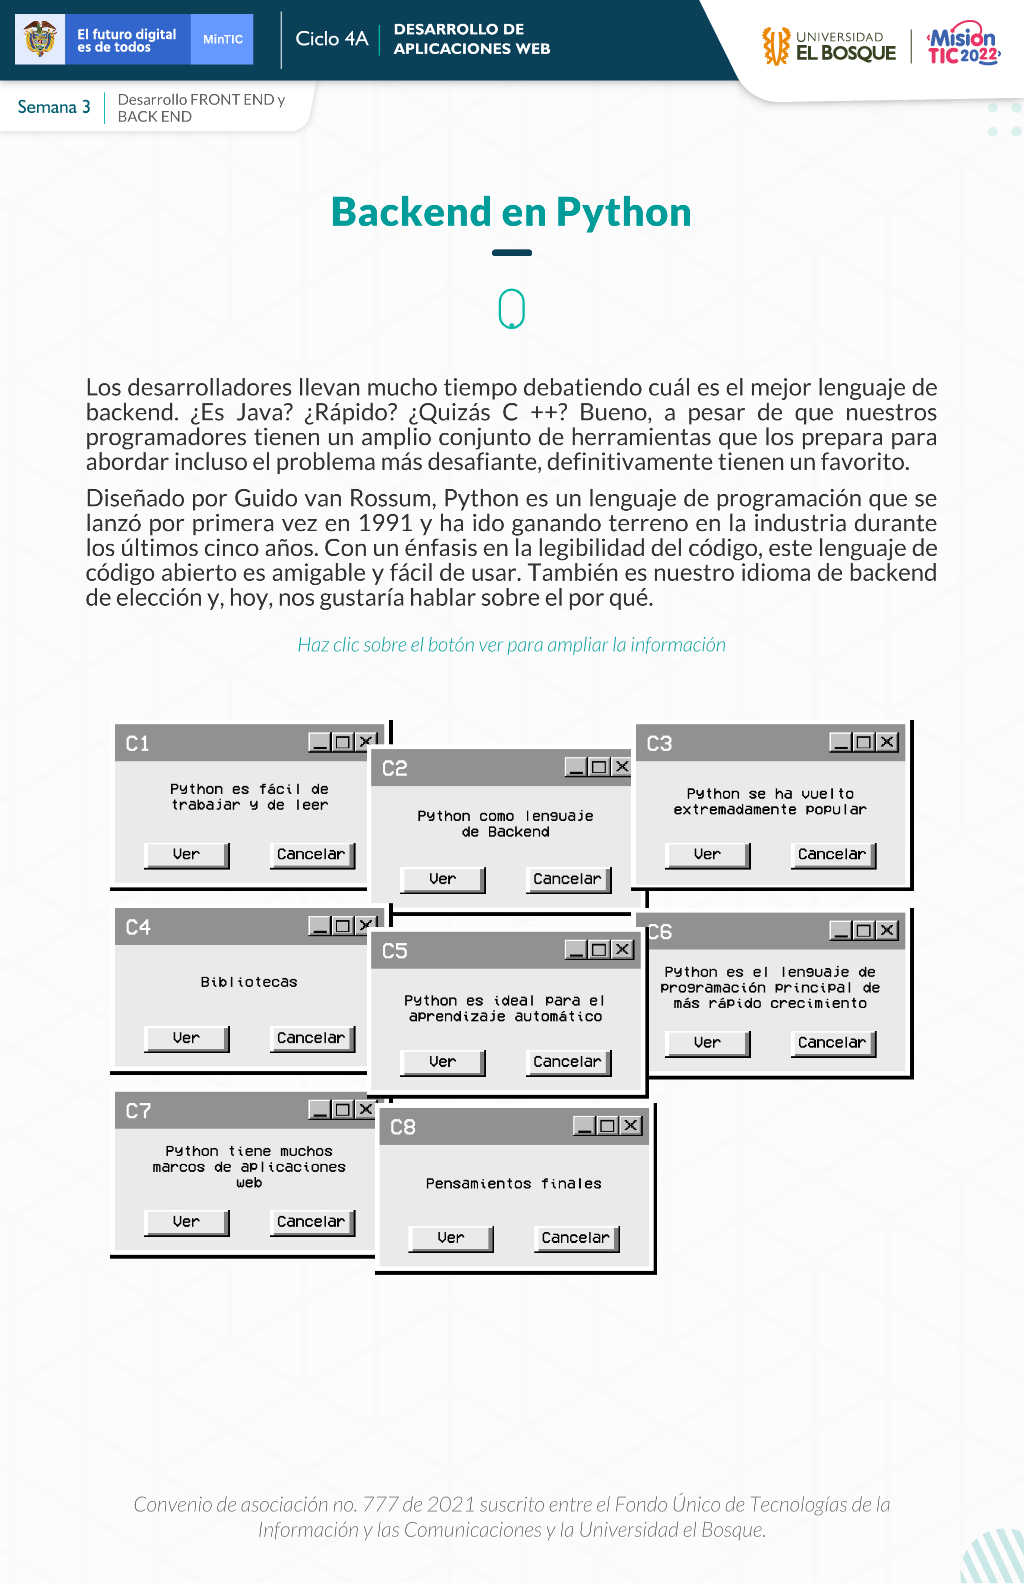 El futuro digital
es de todos
MinTIC
Ciclo 4A
DESARROLLO DE
APLICACIONES WEB
UNIVERSIDAD
EL BOSQUE
Misión
TIC 2022
Semana 3
Desarrollo FRONT END y
BACK END
Backend en Python
Los desarrolladores llevan mucho tiempo debatiendo cuál es el mejor lenguaje de
backend. ¿Es Java? ¿Rápido? ¿Quizás C ++? Bueno, a pesar de que nuestros
programadores tienen un amplio conjunto de herramientas que los prepara para
abordar incluso el problema más desafiante, definitivamente tienen un favorito.
Diseñado por Guido van Rossum, Python es un lenguaje de programación que se
lanzó por primera vez en 1991 y ha ido ganando terreno en la industria durante
los últimos cinco años. Con un énfasis en la legibilidad del código, este lenguaje de
código abierto es amigable y fácil de usar. También es nuestro idioma de backend
de elección y, hoy, nos gustaría hablar sobre el por qué.
Haz clic sobre el botón ver para ampliar la información
C1
Python es fácil de
trabajar y de leer
Ver
Cancelar
C2
Python como lenguaje
de Backend
Ver
Cancelar
C3
Python se ha vuelto
extremadamente popular
Ver
Cancelar
C4
Bibliotecas
Ver
Cancelar
C5
Python es ideal para el
aprendizaje automático
Ver
Cancelar
C6
Python es el lenguaje de
programación principal de
más rápido crecimiento
Ver
Cancelar
C7
Python tiene muchos
marcos de aplicaciones
web
Ver
Cancelar
C8
Pensamientos finales
Ver
Cancelar
Convenio de asociación no. 777 de 2021 suscrito entre el Fondo Único de Tecnologías de la
Información y las Comunicaciones y la Universidad el Bosque.